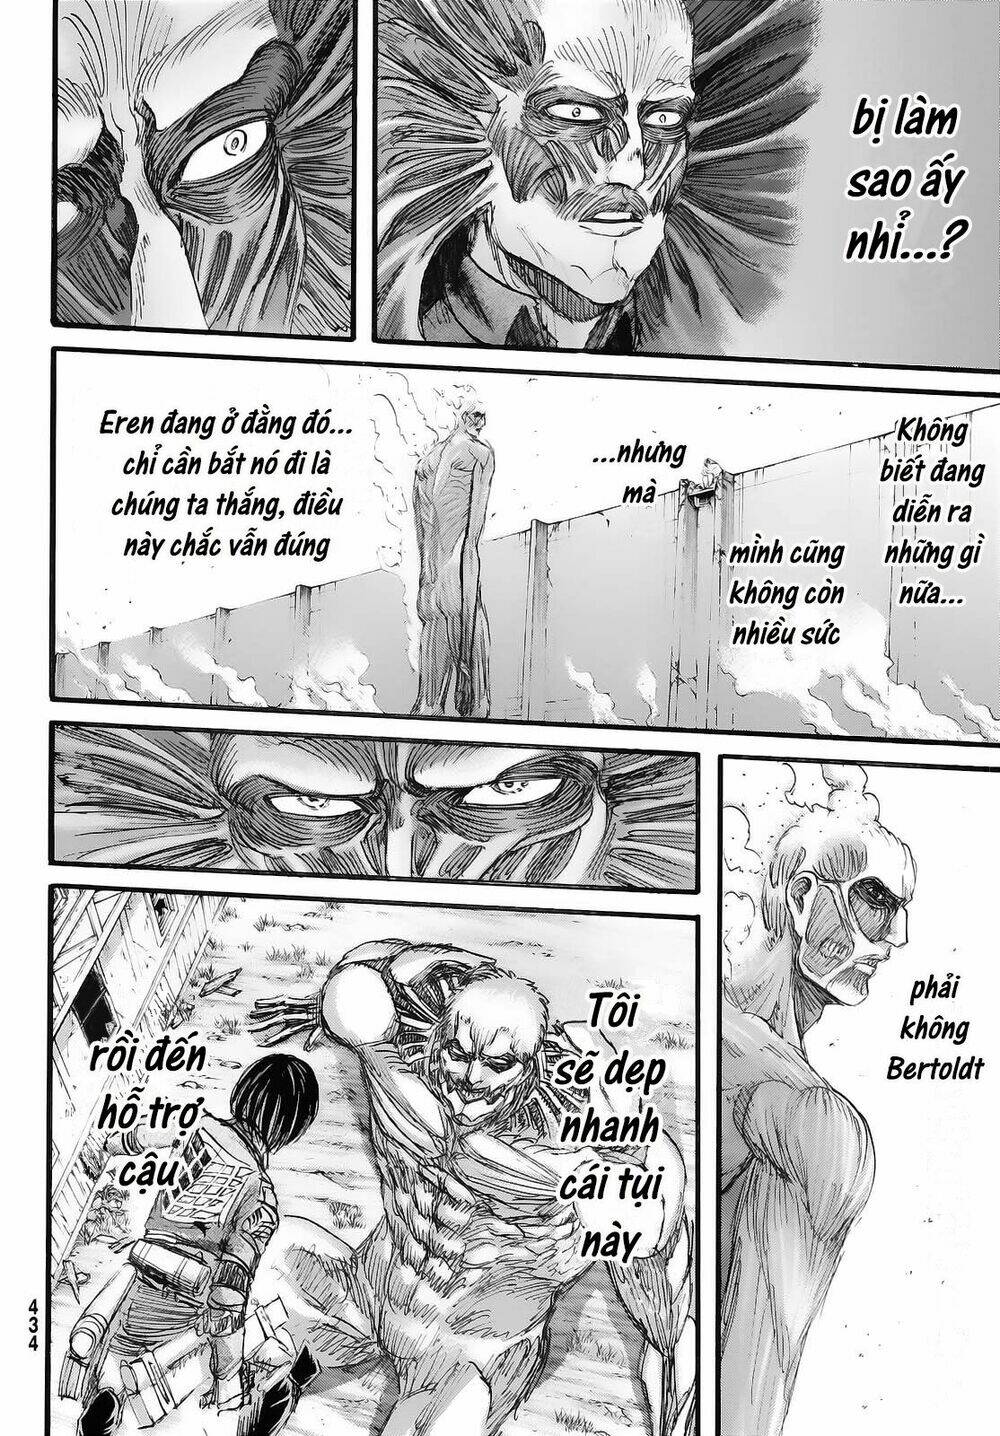 bị làm
sao ấy
nhỉ...?
Không
biết đang
diễn ra
những gì
nữa...
mình cũng
không còn
nhiều sức
...nhưng
mà
Eren đang ở đằng đó...
chỉ cần bắt nó đi là
chúng ta thắng, điều
này chắc vẫn đúng
phải
không
Bertoldt
Tôi
sẽ dẹp
nhanh
cái tụi
này
rồi đến
hỗ trợ
cậu
434